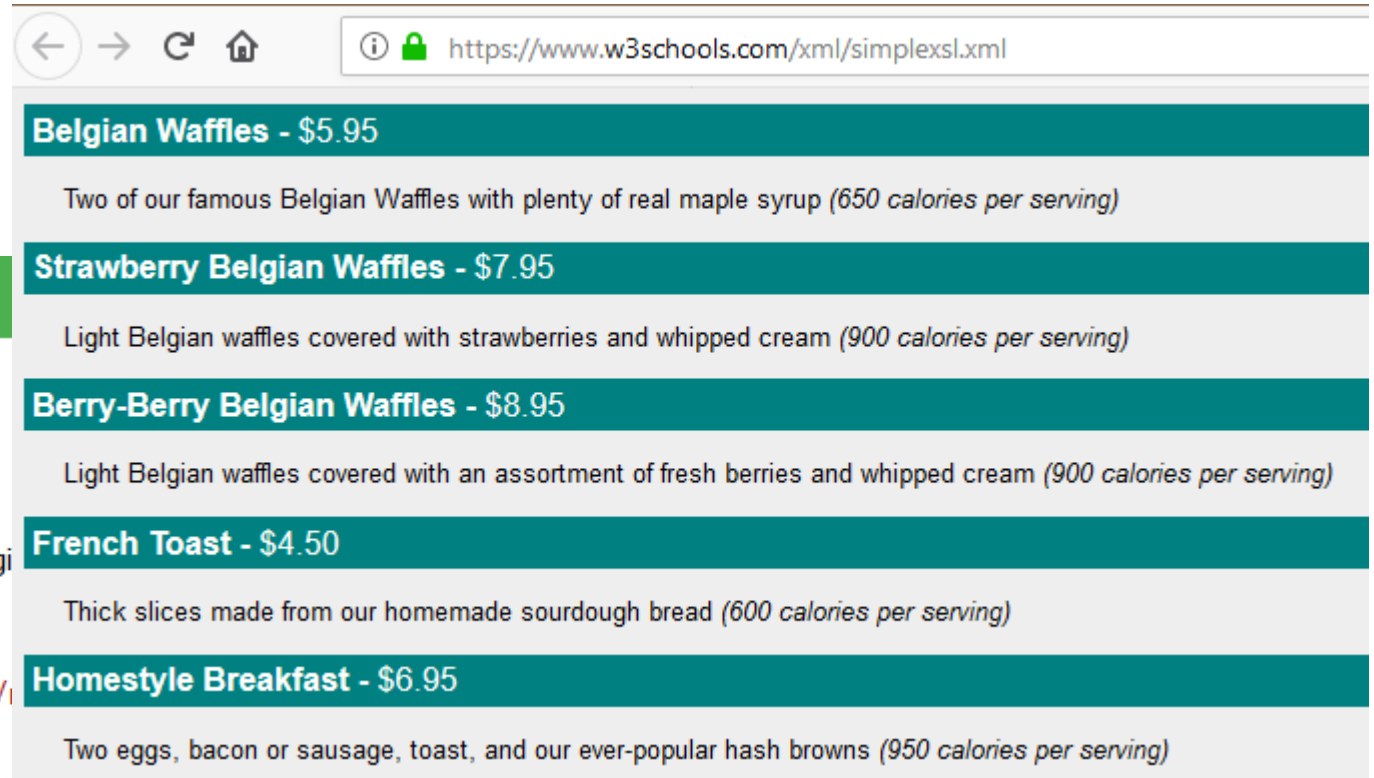 https://www.w3schools.com/xml/simplexsl.xml
Belgian Waffles - $5.95
Two of our famous Belgian Waffles with plenty of real maple syrup (650 calories per serving)
Strawberry Belgian Waffles - $7.95
Light Belgian waffles covered with strawberries and whipped cream (900 calories per serving)
Berry-Berry Belgian Waffles - $8.95
Light Belgian waffles covered with an assortment of fresh berries and whipped cream (900 calories per serving)
French Toast - $4.50
Thick slices made from our homemade sourdough bread (600 calories per serving)
Homestyle Breakfast - $6.95
Two eggs, bacon or sausage, toast, and our ever-popular hash browns (950 calories per serving)